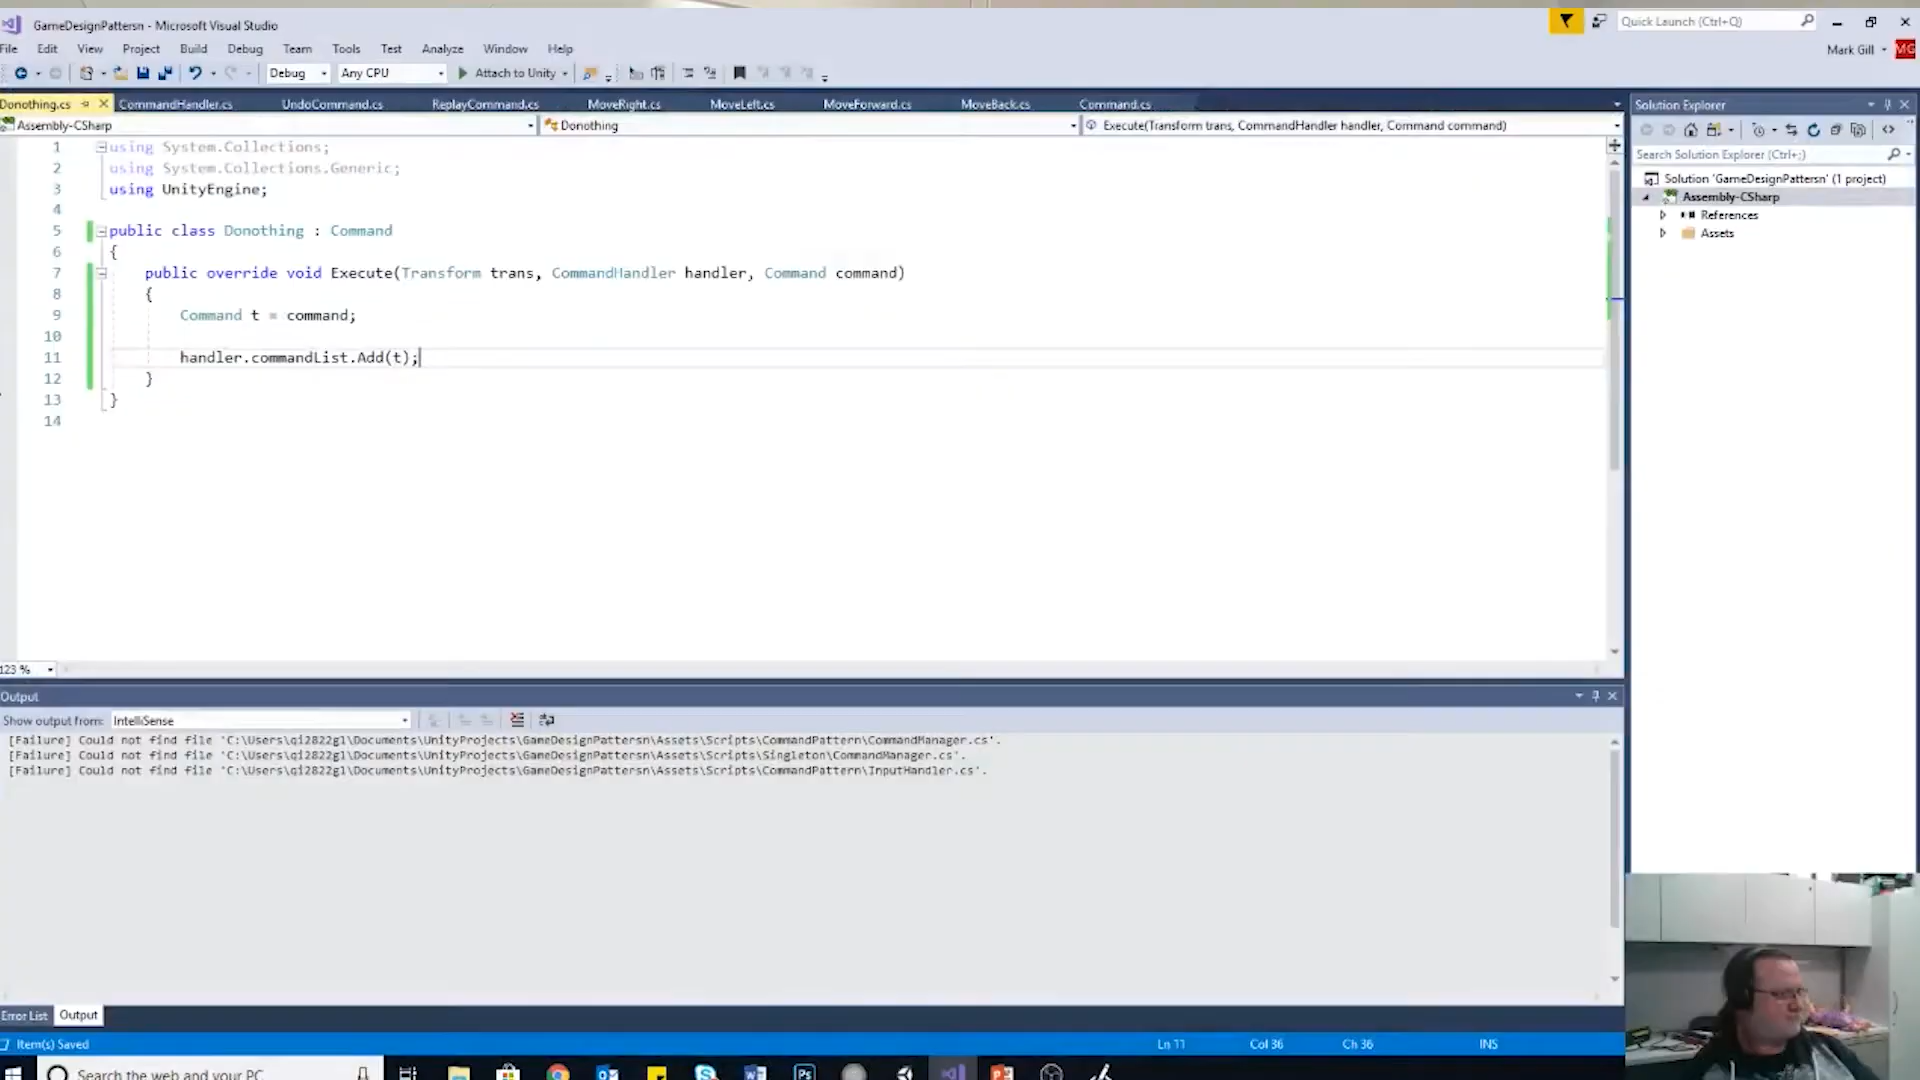 GameDesignPattersn - Microsoft Visual Studio
Quick Launch (Ctrl+Q)
File Edit View Project Build Debug Team Tools Test Analyze Window Help
Mark Gill
MG
Debug Any CPU Attach to Unity
Donothing.cs CommandHandler.cs UndoCommand.cs ReplayCommand.cs MoveRight.cs MoveLeft.cs MoveForward.cs MoveBack.cs Command.cs
Assembly-CSharp Donothing Execute(Transform trans, CommandHandler handler, Command command)
1 using System.Collections;
2 using System.Collections.Generic;
3 using UnityEngine;
4
5 public class Donothing : Command
6 {
7 public override void Execute(Transform trans, CommandHandler handler, Command command)
8 {
9 Command t = command;
10
11 handler.commandList.Add(t);
12 }
13 }
14
123 %
Solution Explorer
Search Solution Explorer (Ctrl+;)
Solution 'GameDesignPattersn' (1 project)
Assembly-CSharp
References
Assets
Output
Show output from: IntelliSense
[Failure] Could not find file 'C:\Users\qi2822gl\Documents\UnityProjects\GameDesignPattersn\Assets\Scripts\CommandPattern\CommandManager.cs'.
[Failure] Could not find file 'C:\Users\qi2822gl\Documents\UnityProjects\GameDesignPattersn\Assets\Scripts\Singleton\CommandManager.cs'.
[Failure] Could not find file 'C:\Users\qi2822gl\Documents\UnityProjects\GameDesignPattersn\Assets\Scripts\CommandPattern\InputHandler.cs'.
Error List Output
Item(s) Saved Ln 11 Col 36 Ch 36 INS
Search the web and your PC